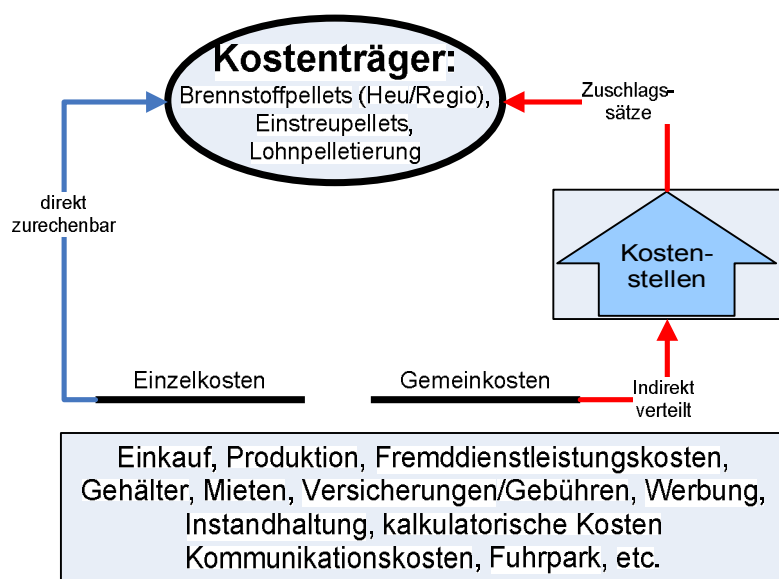 Kostenträger:
Brennstoffpellets (Heu/Regio),
Einstreupellets,
Lohnpelletierung
Zuschlags-
sätze
direkt
zurechenbar
Kosten-
stellen
Einzelkosten
Gemeinkosten
Indirekt
verteilt
Einkauf, Produktion, Fremddienstleistungskosten,
Gehälter, Mieten, Versicherungen/Gebühren, Werbung,
Instandhaltung, kalkulatorische Kosten
Kommunikationskosten, Fuhrpark, etc.